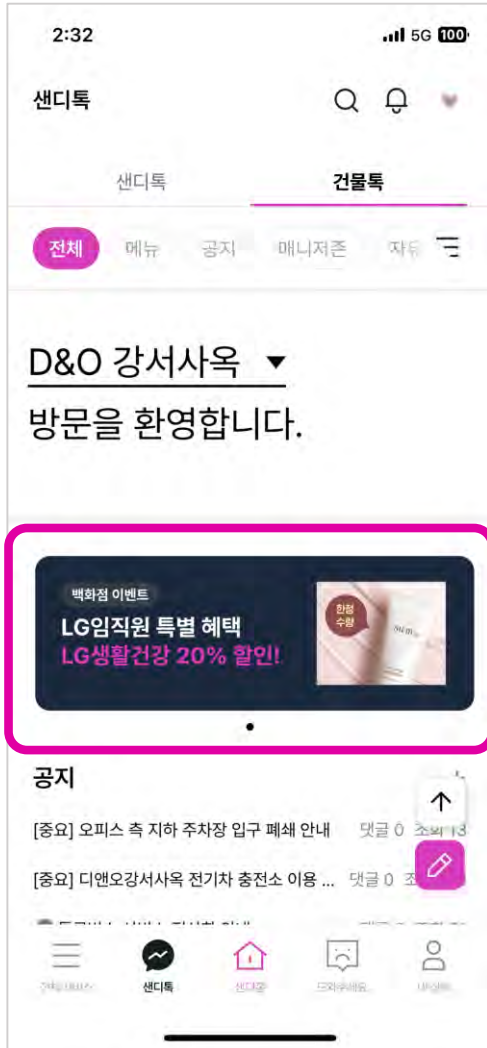 2:32 5G 100
샌디톡
샌디톡 건물톡
전체 메뉴 공지 매니저존
D&O 강서사옥 ▼
방문을 환영합니다.
백화점 이벤트
LG임직원 특별 혜택
LG생활건강 20% 할인!
한정
수량
공지
[중요] 오피스 측 지하 주차장 입구 폐쇄 안내 댓글 0 조회 13
[중요] 디앤오강서사옥 전기차 충전소 이용 ... 댓글 0
샌디톡